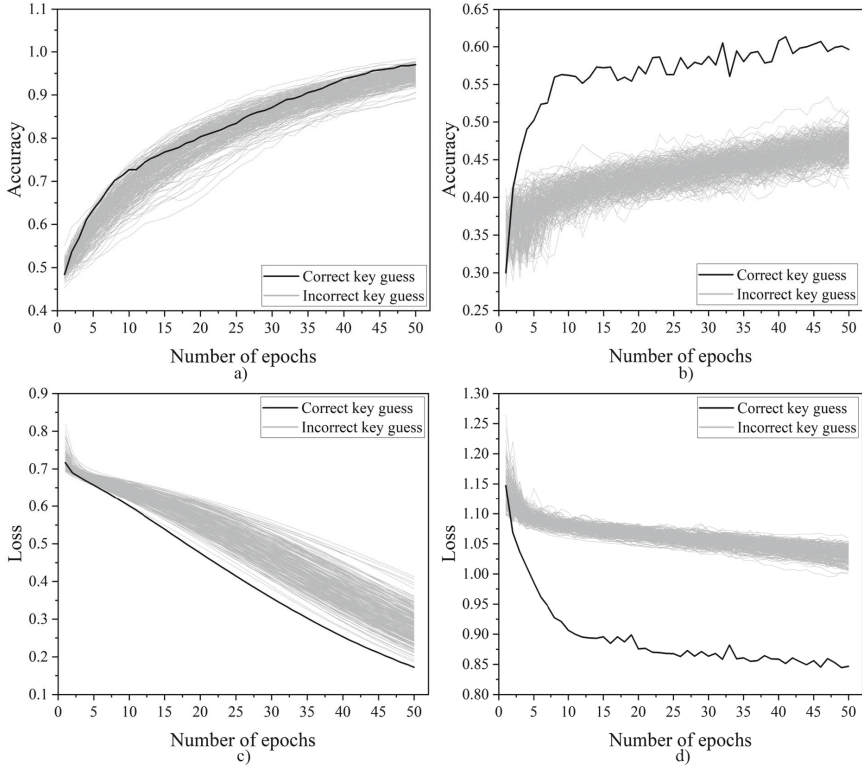 1.1
1.0
0.9
0.8
0.7
0.6
0.5
0.4
Accuracy
0 5 10 15 20 25 30 35 40 45 50
Number of epochs
a)
Correct key guess
Incorrect key guess
0.65
0.60
0.55
0.50
0.45
0.40
0.35
0.30
0.25
Accuracy
0 5 10 15 20 25 30 35 40 45 50
Number of epochs
b)
Correct key guess
Incorrect key guess
0.9
0.8
0.7
0.6
0.5
0.4
0.3
0.2
0.1
Loss
0 5 10 15 20 25 30 35 40 45 50
Number of epochs
c)
Correct key guess
Incorrect key guess
1.30
1.25
1.20
1.15
1.10
1.05
1.00
0.95
0.90
0.85
0.80
Loss
0 5 10 15 20 25 30 35 40 45 50
Number of epochs
d)
Correct key guess
Incorrect key guess